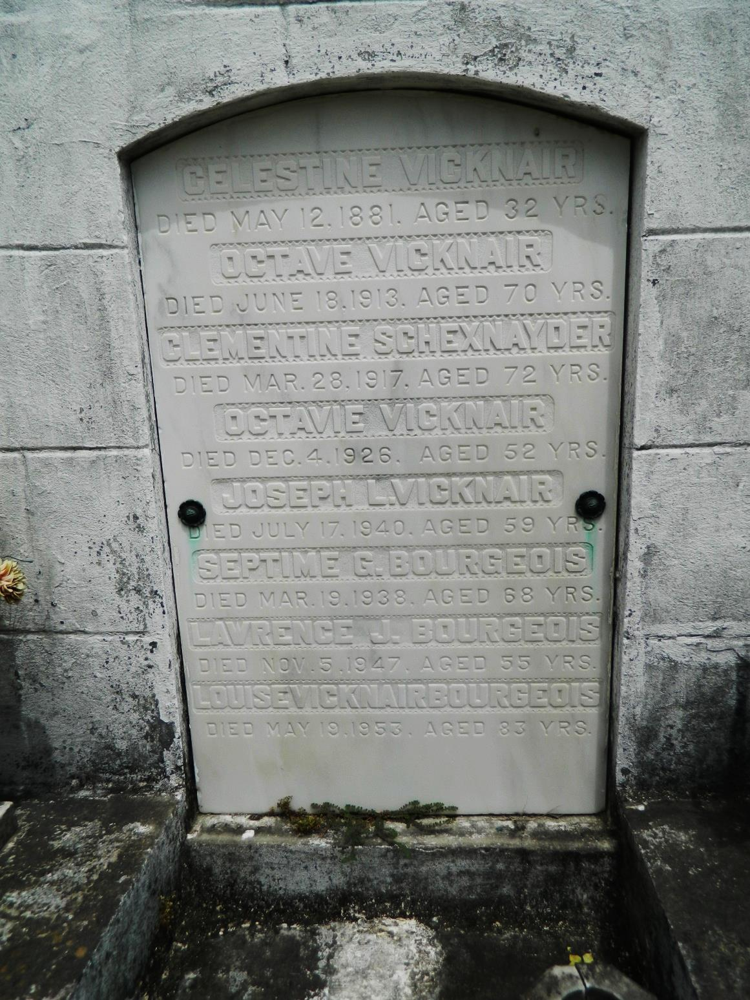 CELESTINE VICKNAIR
DIED MAY 12, 1881. AGED 32 YRS.
OCTAVE VICKNAIR
DIED JUNE 18, 1913. AGED 70 YRS.
CLEMENTINE SCHEXNAYDER
DIED MAR. 28, 1917. AGED 72 YRS.
OCTAVIE VICKNAIR
DIED DEC. 4, 1926. AGED 52 YRS.
JOSEPH L. VICKNAIR
DIED JULY 17, 1940. AGED 59 YRS.
SEPTIME G. BOURGEOIS
DIED MAR. 19, 1938. AGED 68 YRS.
LAWRENCE J. BOURGEOIS
DIED NOV. 5, 1947. AGED 55 YRS.
LOUISE VICKNAIR BOURGEOIS
DIED MAY 19, 1953. AGED 83 YRS.